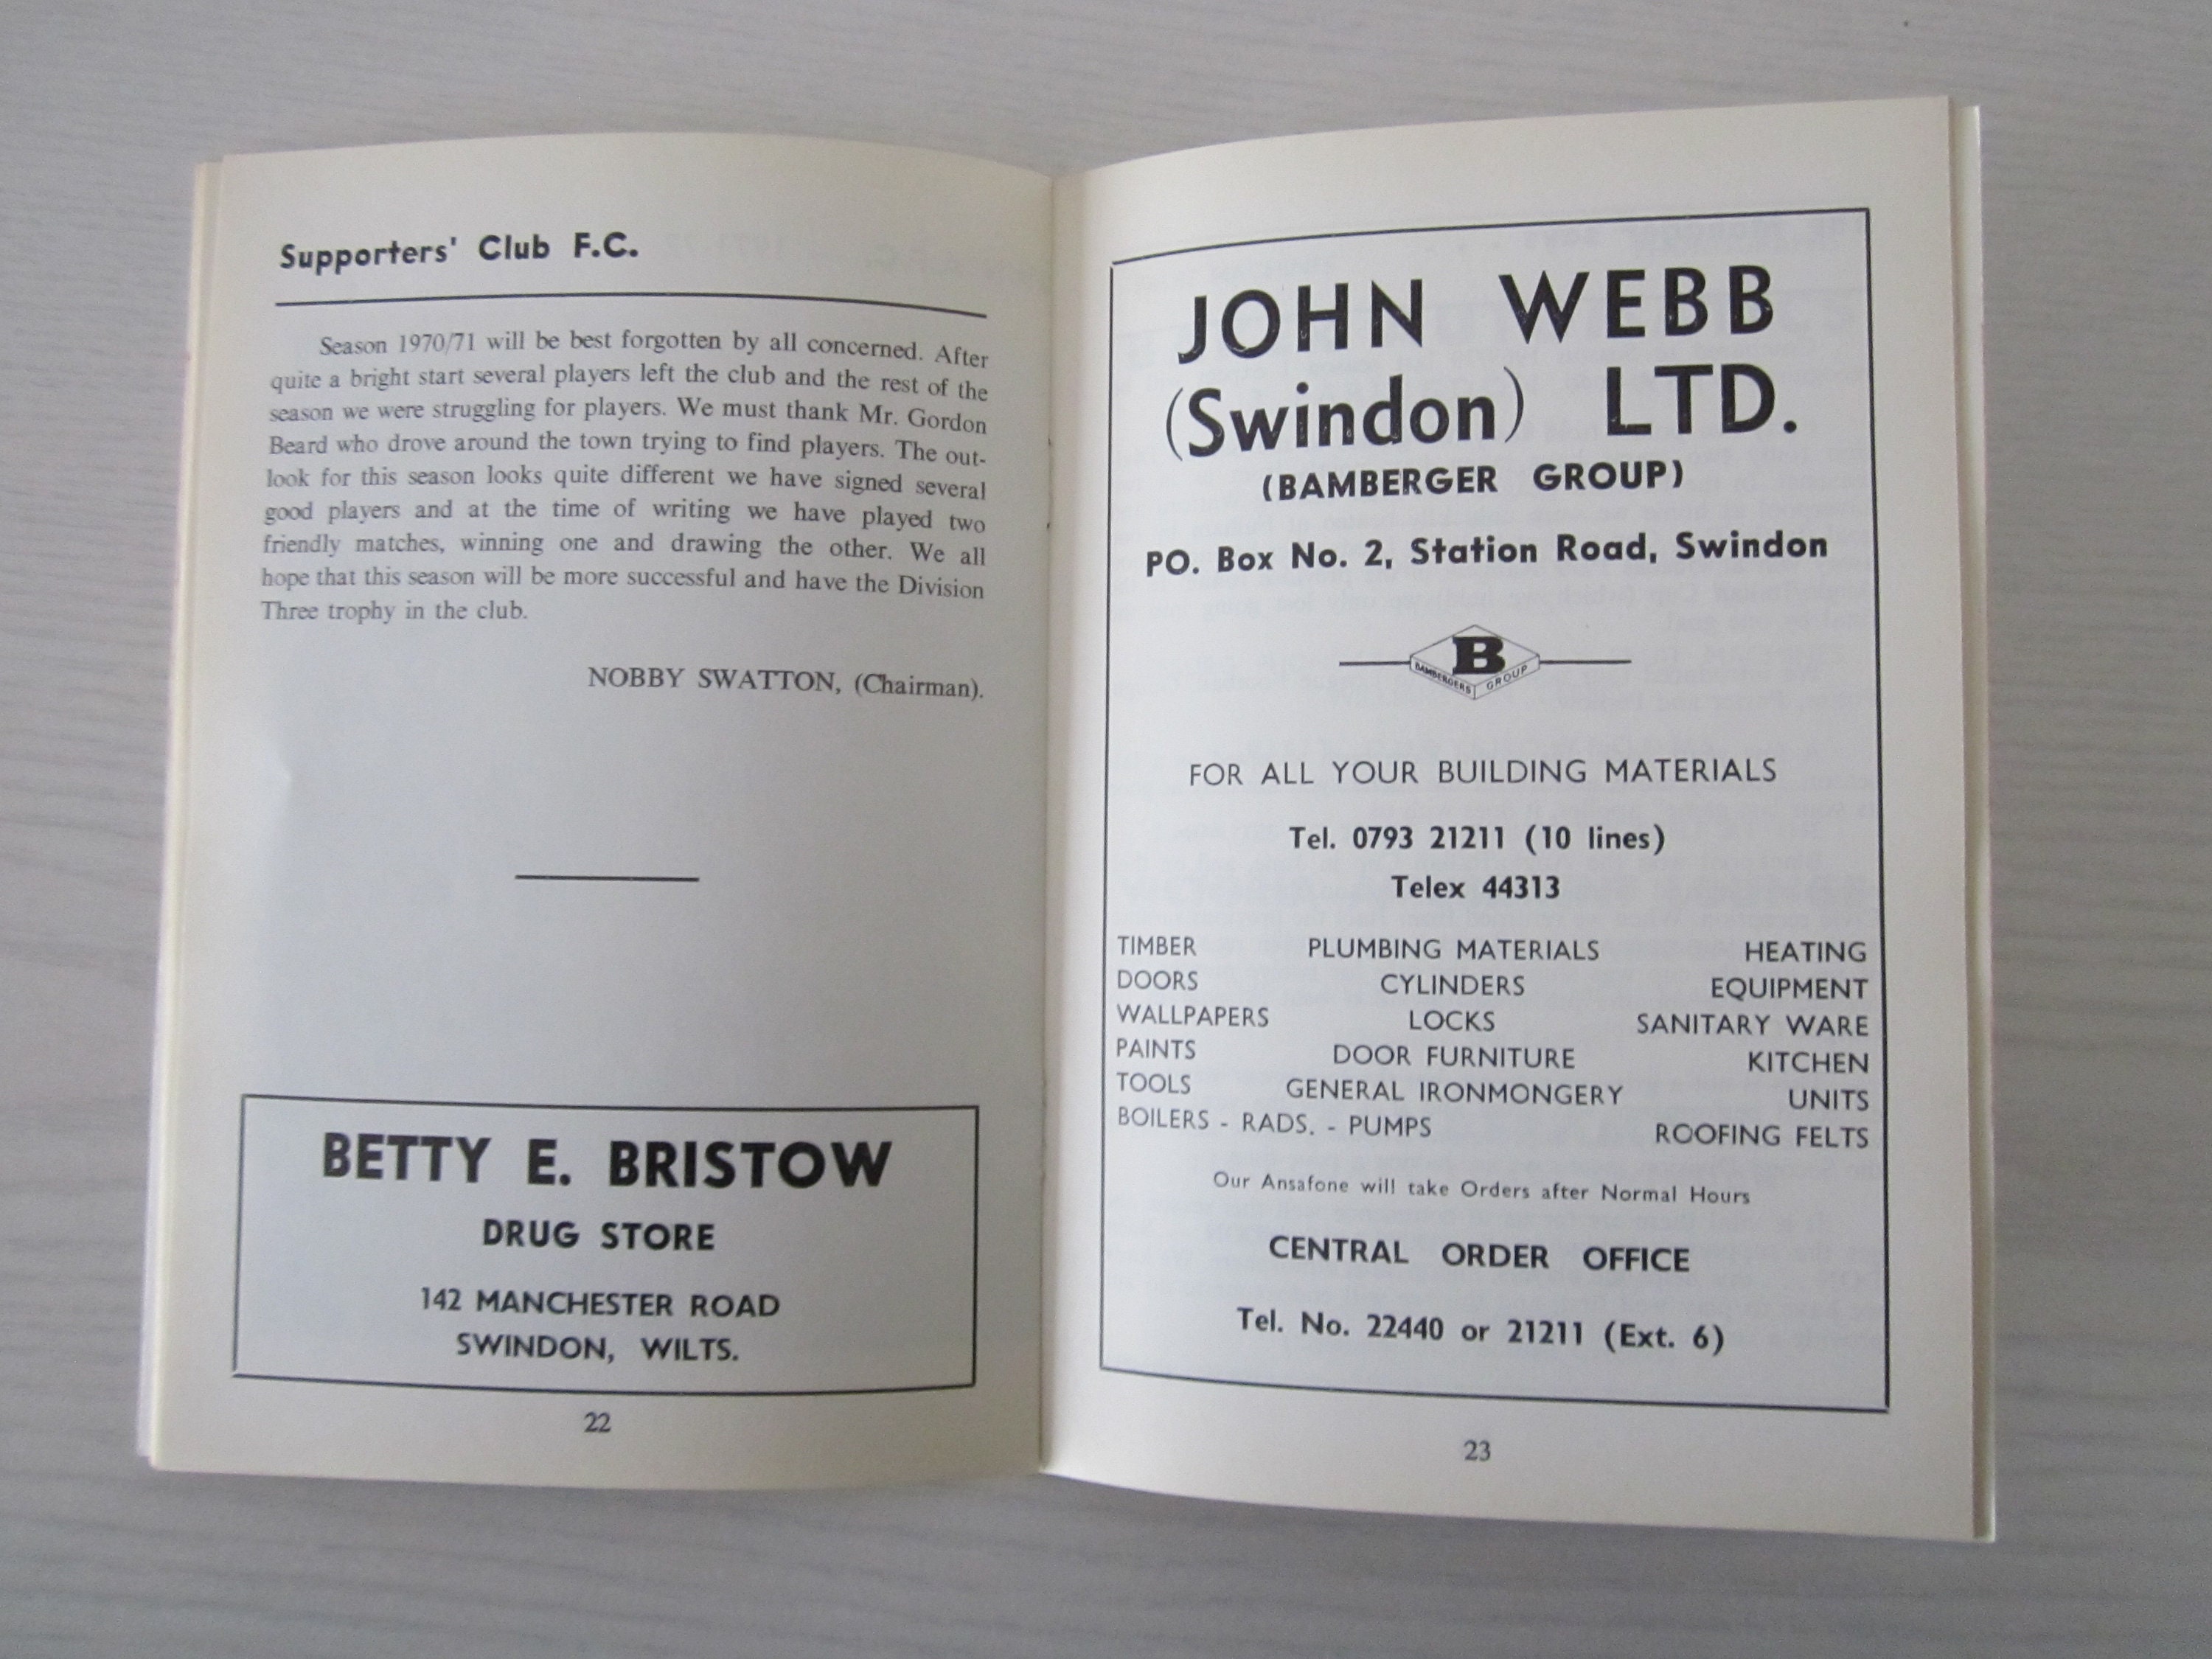 Supporters' Club F.C.
Season 1970/71 will be best forgotten by all concerned. After
quite a bright start several players left the club and the rest of the
season we were struggling for players. We must thank Mr. Gordon
Beard who drove around the town trying to find players. The out-
look for this season looks quite different we have signed several
good players and at the time of writing we have played two
friendly matches, winning one and drawing the other. We all
hope that this season will be more successful and have the Division
Three trophy in the club.
NOBBY SWATTON, (Chairman).
BETTY E. BRISTOW
DRUG STORE
142 MANCHESTER ROAD
SWINDON, WILTS.
22
JOHN WEBB
(Swindon) LTD.
(BAMBERGER GROUP)
PO. Box No. 2, Station Road, Swindon
B
BAMBERGERS GROUP
FOR ALL YOUR BUILDING MATERIALS
Tel. 0793 21211 (10 lines)
Telex 44313
TIMBER PLUMBING MATERIALS HEATING
DOORS CYLINDERS EQUIPMENT
WALLPAPERS LOCKS SANITARY WARE
PAINTS DOOR FURNITURE KITCHEN
TOOLS GENERAL IRONMONGERY UNITS
BOILERS - RADS. - PUMPS ROOFING FELTS
Our Ansafone will take Orders after Normal Hours
CENTRAL ORDER OFFICE
Tel. No. 22440 or 21211 (Ext. 6)
23